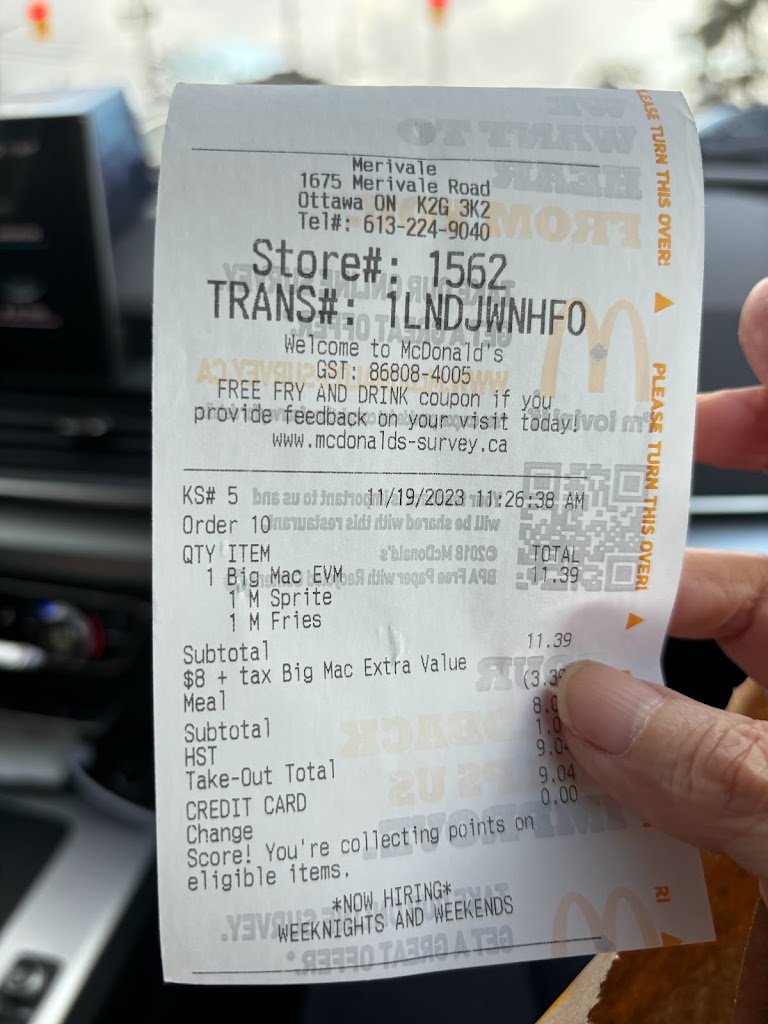 Merivale
1675 Merivale Road
Ottawa ON K2G 3K2
Tel#: 613-224-9040
Store#: 1562
TRANS#: 1LNDJWNHFO
Welcome to McDonald's
GST: 86808-4005
FREE FRY AND DRINK coupon if you
provide feedback on your visit today!
www.mcdonalds-survey.ca
KS# 5 11/19/2023 11:26:38 AM
Order 10
QTY ITEM TOTAL
1 Big Mac EVM 11.39
1 M Sprite
1 M Fries
Subtotal 11.39
$8 + tax Big Mac Extra Value (3.39
Meal
Subtotal 8.0
HST 1.0
Take-Out Total 9.04
CREDIT CARD 9.04
Change 0.00
Score! You're collecting points on
eligible items.
*NOW HIRING*
WEEKNIGHTS AND WEEKENDS
LEASE TURN THIS OVER!
PLEASE TURN THIS OVER!
R!